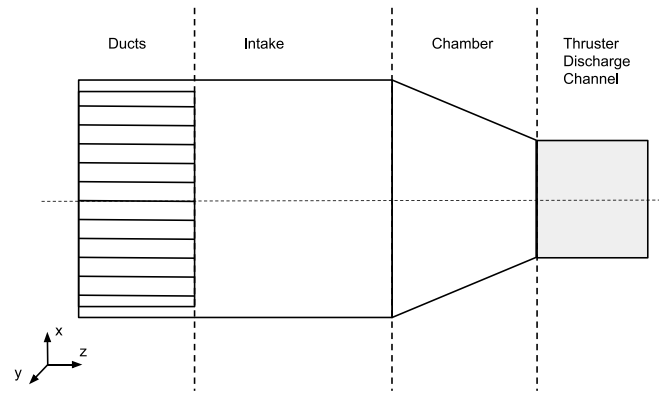 Ducts
Intake
Chamber
Thruster
Discharge
Channel
x
z
y